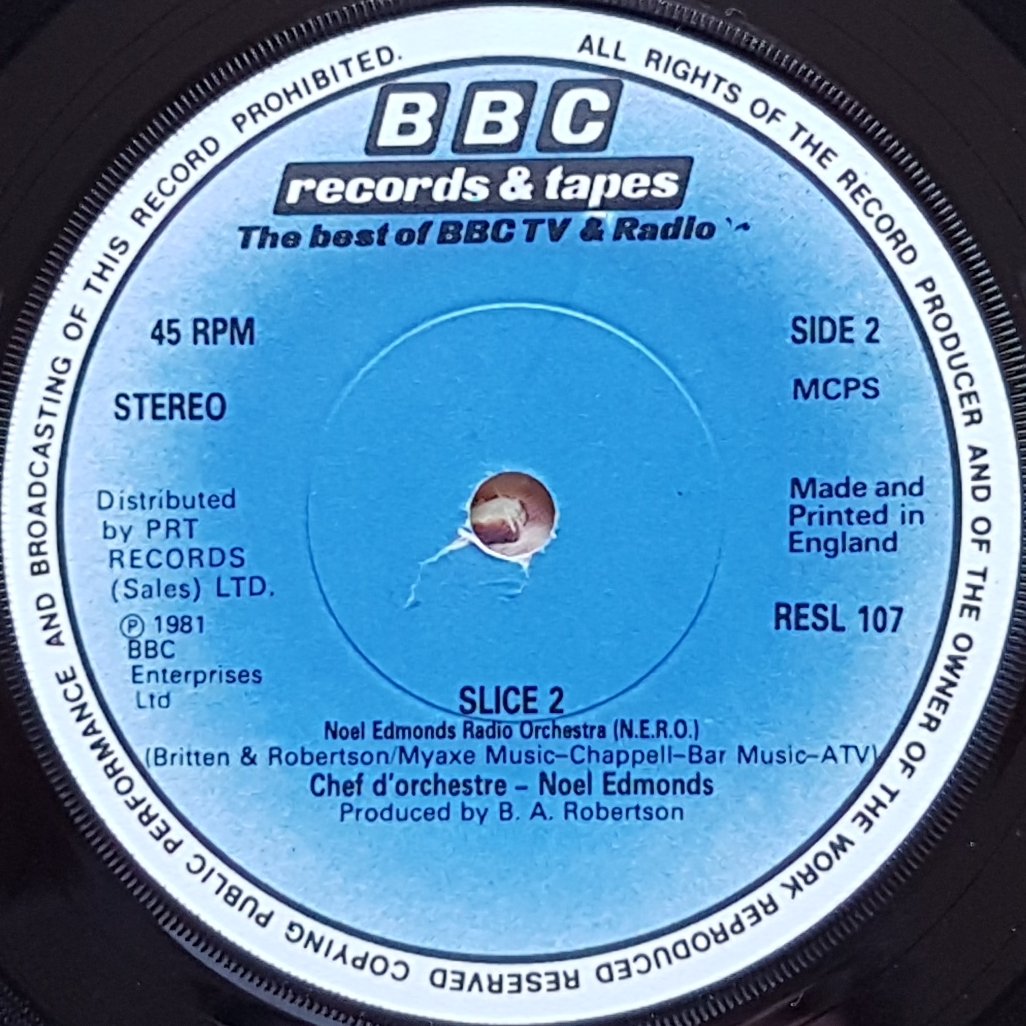 ALL RIGHTS OF THE RECORD PRODUCER AND OF THE OWNER OF THE WORK REPRODUCED RESERVED COPYING PUBLIC PERFORMANCE AND BROADCASTING OF THIS RECORD PROHIBITED.
BBC
records & tapes
The best of BBC TV & Radio
45 RPM
SIDE 2
STEREO
MCPS
Distributed
by PRT
RECORDS
(Sales) LTD.
℗ 1981
BBC
Enterprises
Ltd
Made and
Printed in
England
RESL 107
SLICE 2
Noel Edmonds Radio Orchestra (N.E.R.O.)
(Britten & Robertson/Myaxe Music–Chappell–Bar Music–ATV)
Chef d'orchestre – Noel Edmonds
Produced by B. A. Robertson